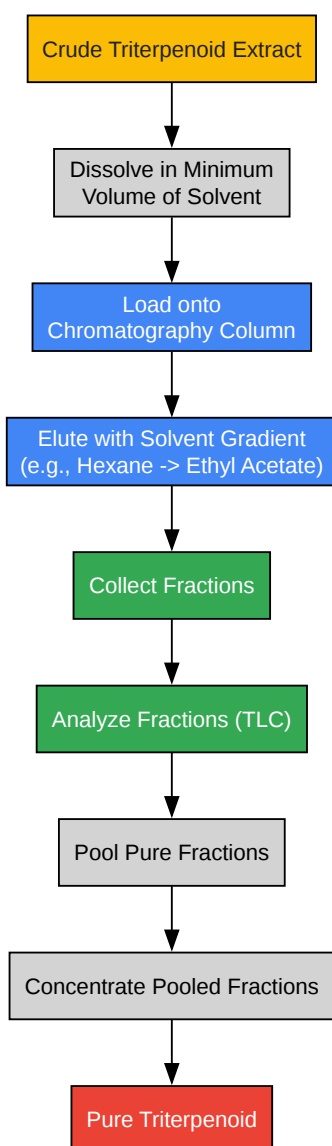 Crude Triterpenoid Extract
Dissolve in Minimum
Volume of Solvent
Load onto
Chromatography Column
Elute with Solvent Gradient
(e.g., Hexane -> Ethyl Acetate)
Collect Fractions
Analyze Fractions (TLC)
Pool Pure Fractions
Concentrate Pooled Fractions
Pure Triterpenoid